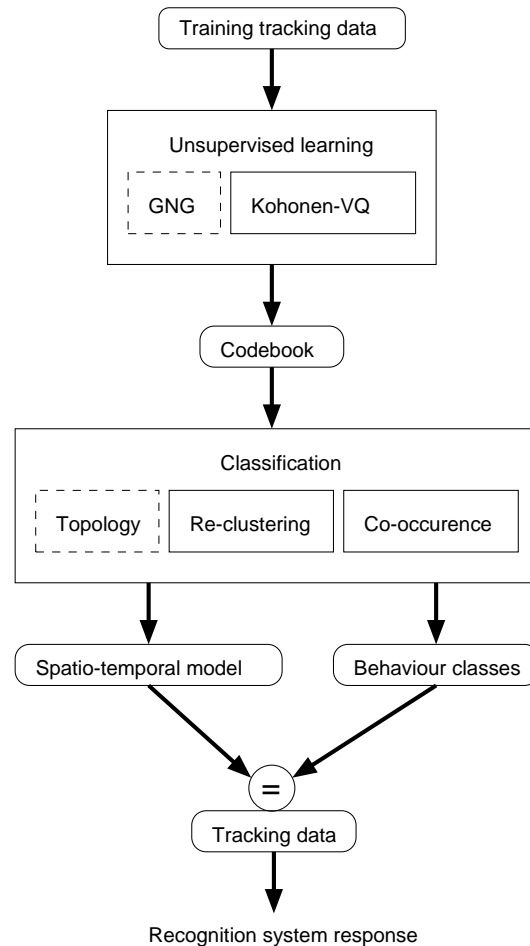 Training tracking data
Unsupervised learning
GNG
Kohonen-VQ
Codebook
Classification
Topology
Re-clustering
Co-occurence
Spatio-temporal model
Behaviour classes
=
Tracking data
Recognition system response